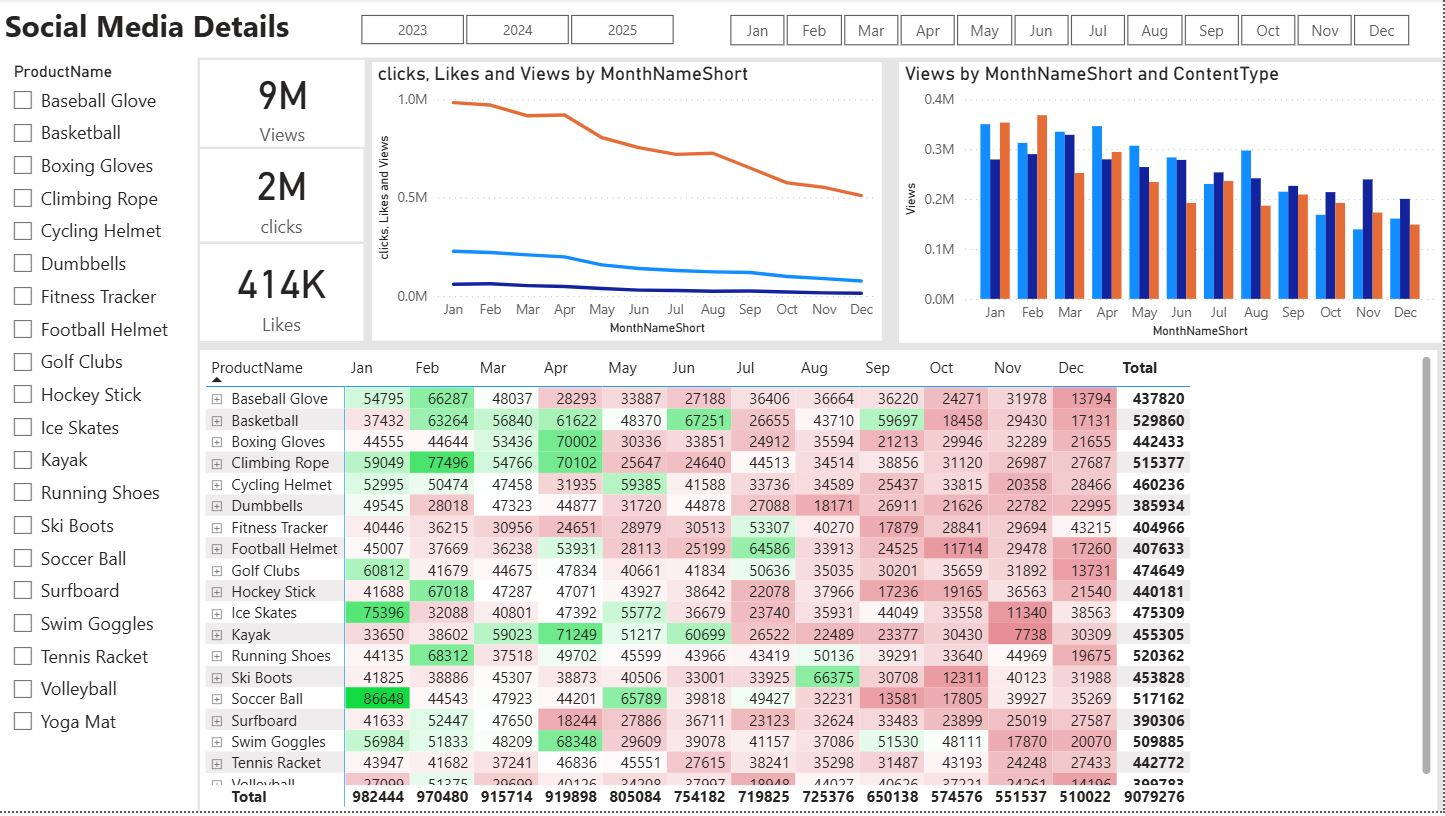 Social Media Details
2023 2024 2025
Jan Feb Mar Apr May Jun Jul Aug Sep Oct Nov Dec
ProductName
Baseball Glove
Basketball
Boxing Gloves
Climbing Rope
Cycling Helmet
Dumbbells
Fitness Tracker
Football Helmet
Golf Clubs
Hockey Stick
Ice Skates
Kayak
Running Shoes
Ski Boots
Soccer Ball
Surfboard
Swim Goggles
Tennis Racket
Volleyball
Yoga Mat
9M
Views
2M
clicks
414K
Likes
clicks, Likes and Views by MonthNameShort
clicks, Likes and Views
1.0M
0.5M
0.0M
Jan Feb Mar Apr May Jun Jul Aug Sep Oct Nov Dec
MonthNameShort
Views by MonthNameShort and ContentType
Views
0.4M
0.3M
0.2M
0.1M
0.0M
Jan Feb Mar Apr May Jun Jul Aug Sep Oct Nov Dec
MonthNameShort
ProductName Jan Feb Mar Apr May Jun Jul Aug Sep Oct Nov Dec Total
Baseball Glove 54795 66287 48037 28293 33887 27188 36406 36664 36220 24271 31978 13794 437820
Basketball 37432 63264 56840 61622 48370 67251 26655 43710 59697 18458 29430 17131 529860
Boxing Gloves 44555 44644 53436 70002 30336 33851 24912 35594 21213 29946 32289 21655 442433
Climbing Rope 59049 77496 54766 70102 25647 24640 44513 34514 38856 31120 26987 27687 515377
Cycling Helmet 52995 50474 47458 31935 59385 41588 33736 34589 25437 33815 20358 28466 460236
Dumbbells 49545 28018 47323 44877 31720 44878 27088 18171 26911 21626 22782 22995 385934
Fitness Tracker 40446 36215 30956 24651 28979 30513 53307 40270 17879 28841 29694 43215 404966
Football Helmet 45007 37669 36238 53931 28113 25199 64586 33913 24525 11714 29478 17260 407633
Golf Clubs 60812 41679 44675 47834 40661 41834 50636 35035 30201 35659 31892 13731 474649
Hockey Stick 41688 67018 47287 47071 43927 38642 22078 37966 17236 19165 36563 21540 440181
Ice Skates 75396 32088 40801 47392 55772 36679 23740 35931 44049 33558 11340 38563 475309
Kayak 33650 38602 59023 71249 51217 60699 26522 22489 23377 30430 7738 30309 455305
Running Shoes 44135 68312 37518 49702 45599 43966 43419 50136 39291 33640 44969 19675 520362
Ski Boots 41825 38886 45307 38873 40506 33001 33925 66375 30708 12311 40123 31988 453828
Soccer Ball 86648 44543 47923 44201 65789 39818 49427 32231 13581 17805 39927 35269 517162
Surfboard 41633 52447 47650 18244 27886 36711 23123 32624 33483 23899 25019 27587 390306
Swim Goggles 56984 51833 48209 68348 29609 39078 41157 37086 51530 48111 17870 20070 509885
Tennis Racket 43947 41682 37241 46836 45551 27615 38241 35298 31487 43193 24248 27433 442772
Volleyball
Total 982444 970480 915714 919898 805084 754182 719825 725376 650138 574576 551537 510022 9079276